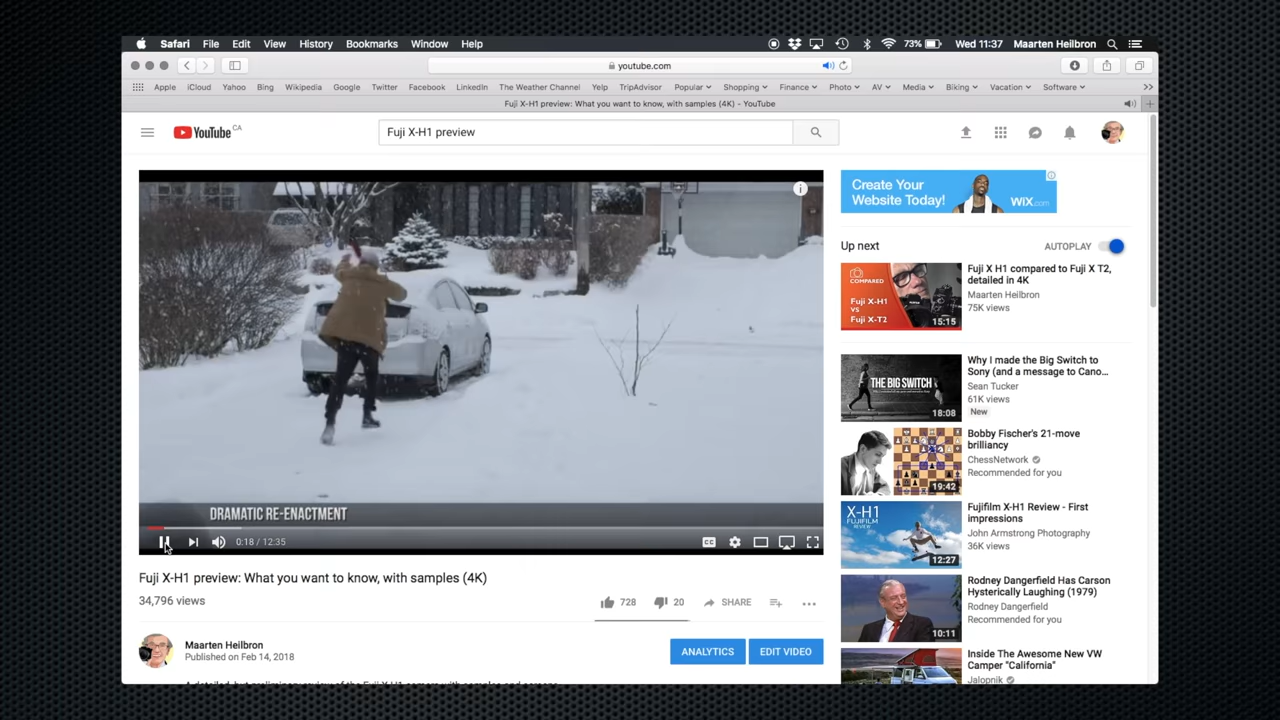 Safari File Edit View History Bookmarks Window Help 73% Wed 11:37 Maarten Heilbron
youtube.com
Apple iCloud Yahoo Bing Wikipedia Google Twitter Facebook LinkedIn The Weather Channel Yelp TripAdvisor Popular Shopping Finance Photo AV Media Biking Vacation Software
Fuji X-H1 preview: What you want to know, with samples (4K) - YouTube
YouTube CA
Fuji X-H1 preview
Create Your
Website Today!
WIX.com
Up next
AUTOPLAY
COMPARED
Fuji X-H1
VS
Fuji X-T2
15:15
Fuji X H1 compared to Fuji X T2,
detailed in 4K
Maarten Heilbron
75K views
THE BIG SWITCH
18:08
Why I made the Big Switch to
Sony (and a message to Cano...
Sean Tucker
61K views
New
19:42
Bobby Fischer's 21-move
brilliancy
ChessNetwork
Recommended for you
X-H1
FUJIFILM
REVIEW
12:27
Fujifilm X-H1 Review - First
impressions
John Armstrong Photography
36K views
10:11
Rodney Dangerfield Has Carson
Hysterically Laughing (1979)
Rodney Dangerfield
Recommended for you
Inside The Awesome New VW
Camper "California"
Jalopnik
DRAMATIC RE-ENACTMENT
0:18 / 12:35
CC
Fuji X-H1 preview: What you want to know, with samples (4K)
34,796 views
728 20 SHARE
Maarten Heilbron
Published on Feb 14, 2018
ANALYTICS EDIT VIDEO